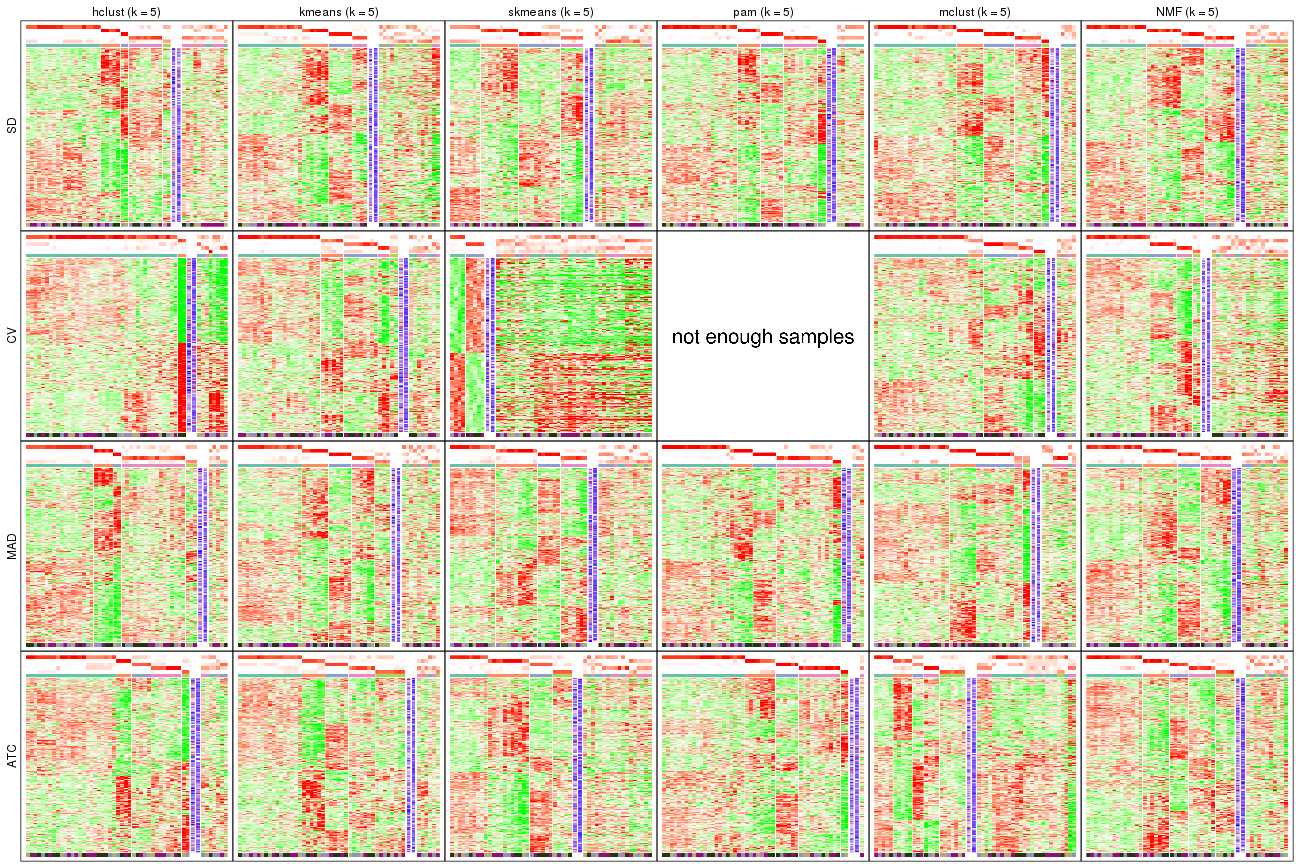 hclust (k = 5) kmeans (k = 5) skmeans (k = 5) pam (k = 5) mclust (k = 5) NMF (k = 5)
SD
CV
not enough samples
MAD
ATC